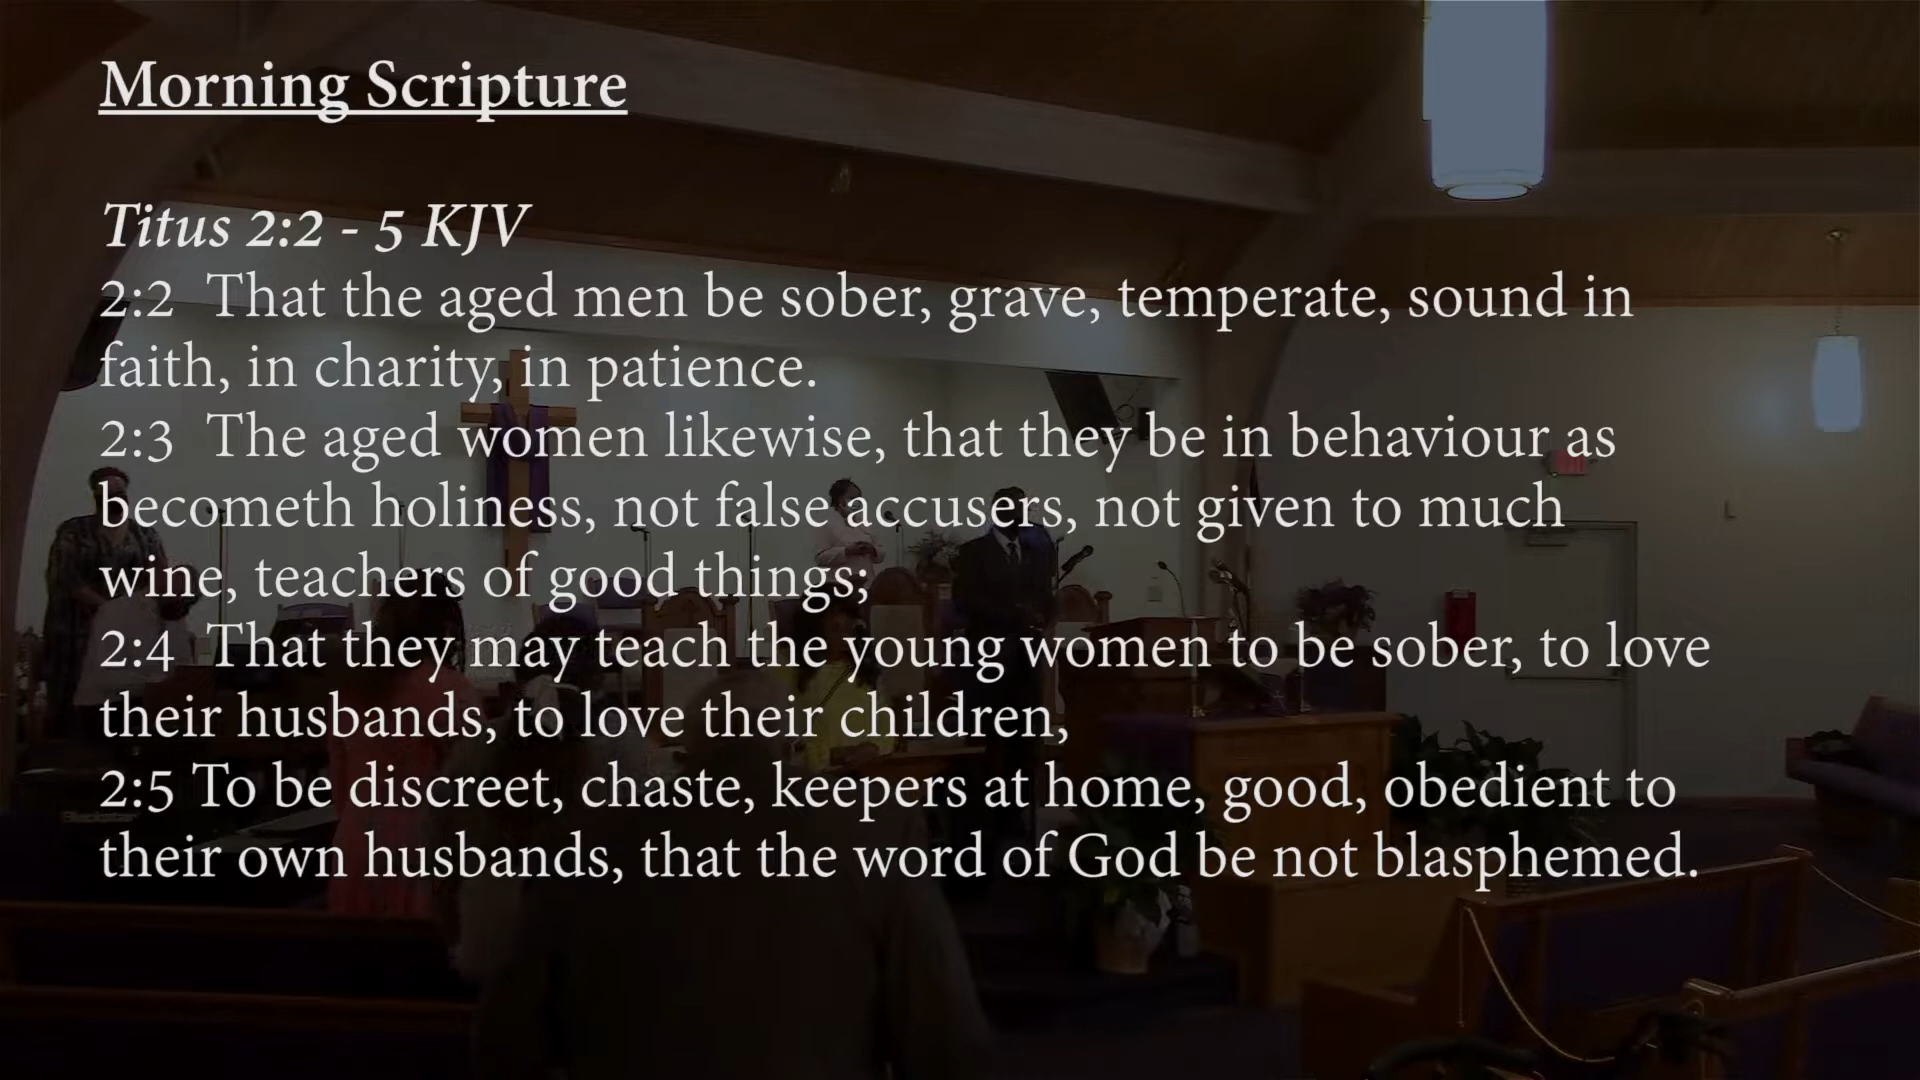 Morning Scripture
Titus 2:2 - 5 KJV
2:2 That the aged men be sober, grave, temperate, sound in
faith, in charity, in patience.
2:3 The aged women likewise, that they be in behaviour as
becometh holiness, not false accusers, not given to much
wine, teachers of good things;
2:4 That they may teach the young women to be sober, to love
their husbands, to love their children,
2:5 To be discreet, chaste, keepers at home, good, obedient to
their own husbands, that the word of God be not blasphemed.
Blackstar